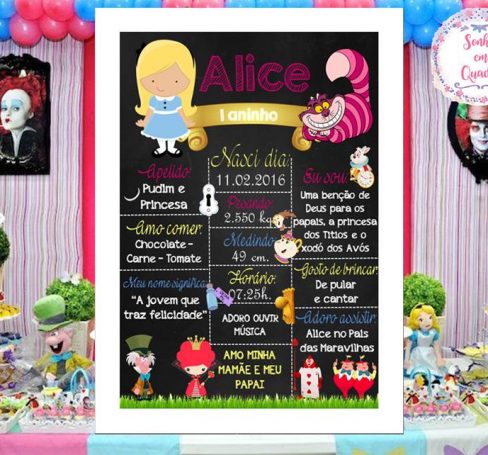 Sonh
em
Quad
Alice
1 aninho
Apelido:
Pudim e
Princesa
Amo comer:
Chocolate -
Carne - Tomate
Meu nome significa:
"A jovem que
traz felicidade"
Nasci dia:
11.02.2016
Pesando:
2.550 kg
Medindo:
49 cm.
Horário:
07:25h.
ADORO OUVIR
MÚSICA
AMO MINHA
MAMÃE E MEU
PAPAI
Eu sou:
Uma benção de
Deus para os
papais, a princesa
dos Titios e o
xodó dos Avós
Gosto de brincar:
De pular
e cantar
Adoro assistir:
Alice no País
das Maravilhas